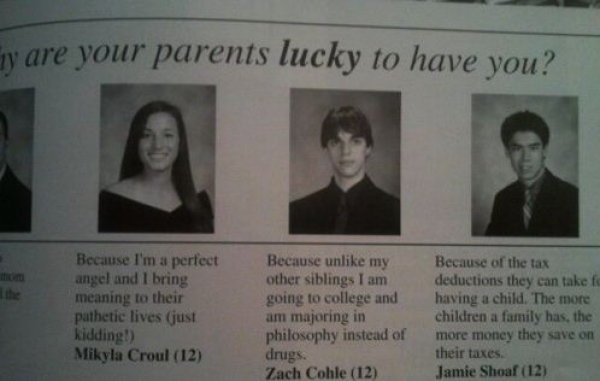 hy are your parents lucky to have you?
mom
l the
Because I'm a perfect
angel and I bring
meaning to their
pathetic lives (just
kidding!)
Mikyla Croul (12)
Because unlike my
other siblings I am
going to college and
am majoring in
philosophy instead of
drugs.
Zach Cohle (12)
Because of the tax
deductions they can take fo
having a child. The more
children a family has, the
more money they save on
their taxes.
Jamie Shoaf (12)